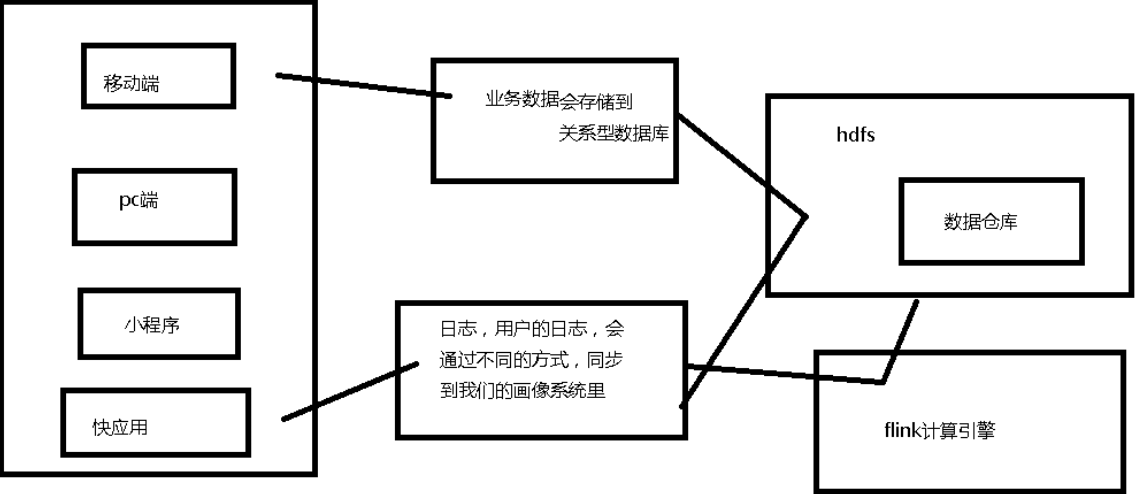 移动端
pc端
小程序
快应用
业务数据会存储到
关系型数据库
日志，用户的日志，会
通过不同的方式，同步
到我们的画像系统里
hdfs
数据仓库
flink计算引擎